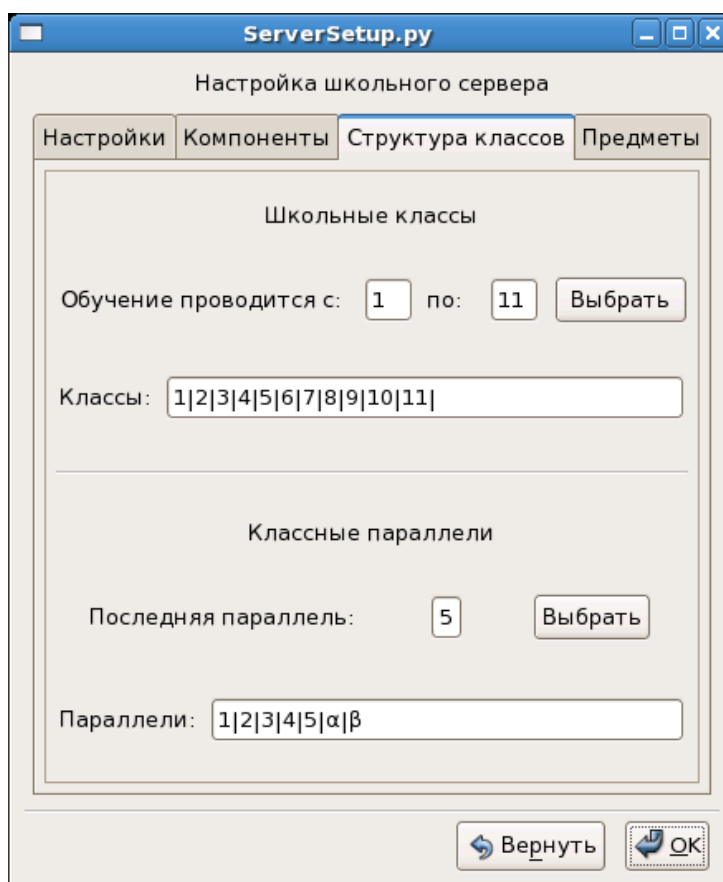 ServerSetup.py
Настройка школьного сервера
Настройки Компоненты Структура классов Предметы
Школьные классы
Обучение проводится с: 1 по: 11 Выбрать
Классы: 1|2|3|4|5|6|7|8|9|10|11|
Классные параллели
Последняя параллель: 5 Выбрать
Параллели: 1|2|3|4|5|α|β
Вернуть OK